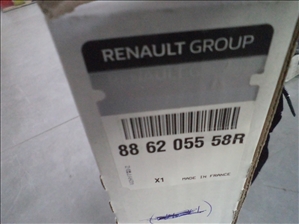 RENAULT GROUP
88 62 055 58R
X1 MADE IN FRANCE